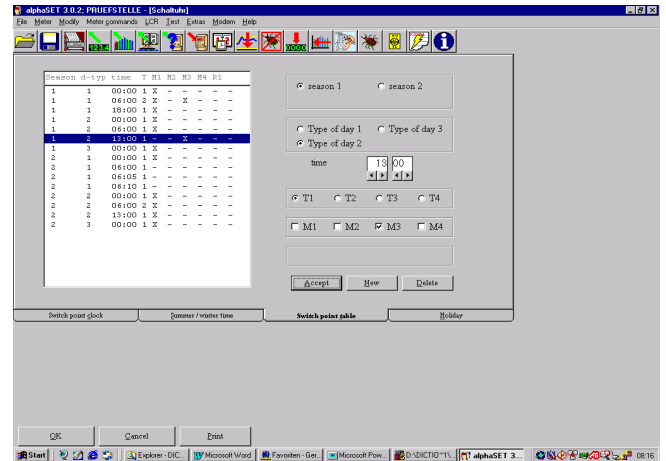 alphaSET 3.0.2; PRUEFSTELLE - [Schaltuhr]
File Meter Modify Meter commands LCR Test Extras Modem Help
1234
0000
Season d-typ time T M1 M2 M3 M4 R1
1 1 00:00 1 X - - - -
1 1 06:00 2 X - X - -
1 1 18:00 1 X - - - -
1 2 00:00 1 X - - - -
1 2 06:00 1 X - - - -
1 2 13:00 1 - - X - -
1 3 00:00 1 X - - - -
2 1 00:00 1 X - - - -
2 1 06:00 1 - - - - -
2 1 06:05 1 - - - - -
2 1 06:10 1 - - - - -
2 2 00:00 1 X - - - -
2 2 06:00 2 X - - - -
2 2 13:00 1 X - - - -
2 3 00:00 1 X - - - -
season 1 season 2
Type of day 1 Type of day 3
Type of day 2
time 13 00
T1 T2 T3 T4
M1 M2 M3 M4
Accept New Delete
Switch point clock Summer / winter time Switch point table Holiday
OK Cancel Print
Start Explorer - DIC... Microsoft Word Favoriten - Ger... Microsoft Pow... D:\DICTIO~1\... alphaSET 3... 08:16